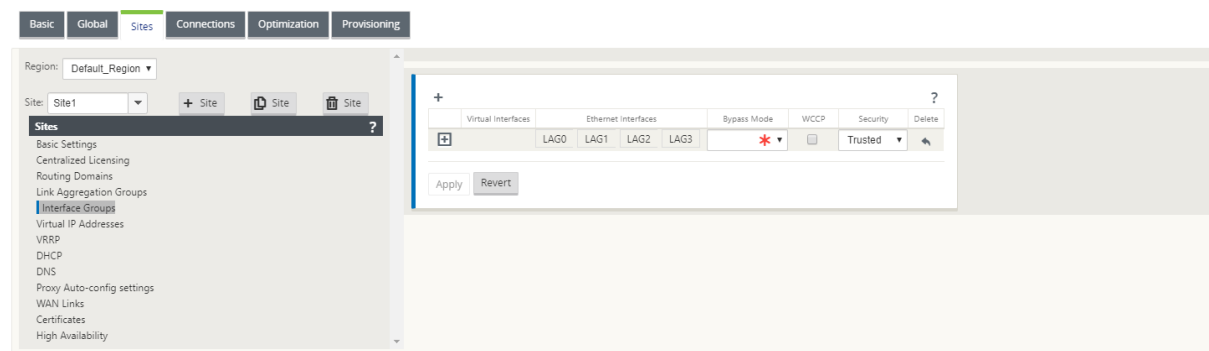 Basic Global Sites Connections Optimization Provisioning
Region: Default_Region
Site: Site1 + Site Site Site
Sites ?
Basic Settings
Centralized Licensing
Routing Domains
Link Aggregation Groups
Interface Groups
Virtual IP Addresses
VRRP
DHCP
DNS
Proxy Auto-config settings
WAN Links
Certificates
High Availability
+ ?
Virtual Interfaces Ethernet Interfaces Bypass Mode WCCP Security Delete
LAG0 LAG1 LAG2 LAG3 Trusted
Apply Revert